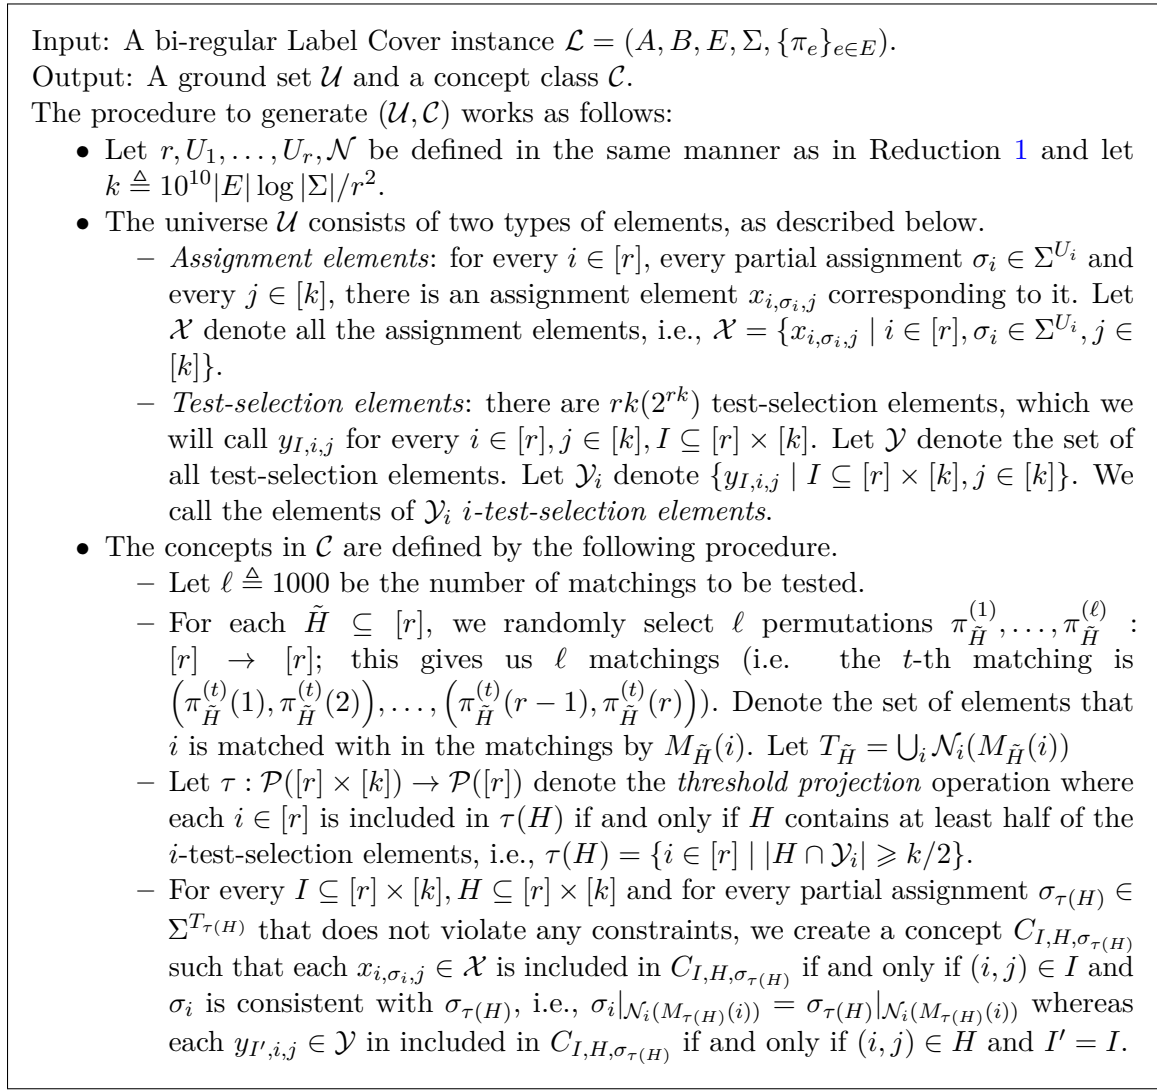 Input: A bi-regular Label Cover instance 𝓛 = (A, B, E, Σ, {π_e}_{e∈E}).
Output: A ground set 𝒰 and a concept class 𝒞.
The procedure to generate (𝒰, 𝒞) works as follows:
• Let r, U_1, . . . , U_r, 𝒩 be defined in the same manner as in Reduction 1 and let
k ≜ 10^{10}|E| log |Σ|/r^2.
• The universe 𝒰 consists of two types of elements, as described below.
– Assignment elements: for every i ∈ [r], every partial assignment σ_i ∈ Σ^{U_i} and
every j ∈ [k], there is an assignment element x_{i,σ_i,j} corresponding to it. Let
𝒳 denote all the assignment elements, i.e., 𝒳 = {x_{i,σ_i,j} | i ∈ [r], σ_i ∈ Σ^{U_i}, j ∈
[k]}.
– Test-selection elements: there are rk(2^{rk}) test-selection elements, which we
will call y_{I,i,j} for every i ∈ [r], j ∈ [k], I ⊆ [r] × [k]. Let 𝒴 denote the set of
all test-selection elements. Let 𝒴_i denote {y_{I,i,j} | I ⊆ [r] × [k], j ∈ [k]}. We
call the elements of 𝒴_i i-test-selection elements.
• The concepts in 𝒞 are defined by the following procedure.
– Let ℓ ≜ 1000 be the number of matchings to be tested.
– For each H̃ ⊆ [r], we randomly select ℓ permutations π_{H̃}^{(1)}, . . . , π_{H̃}^{(ℓ)} :
[r] → [r]; this gives us ℓ matchings (i.e. the t-th matching is
(π_{H̃}^{(t)}(1), π_{H̃}^{(t)}(2)), . . . , (π_{H̃}^{(t)}(r − 1), π_{H̃}^{(t)}(r))). Denote the set of elements that
i is matched with in the matchings by M_{H̃}(i). Let T_{H̃} = ⋃_i 𝒩_i(M_{H̃}(i))
– Let τ : 𝒫([r] × [k]) → 𝒫([r]) denote the threshold projection operation where
each i ∈ [r] is included in τ(H) if and only if H contains at least half of the
i-test-selection elements, i.e., τ(H) = {i ∈ [r] | |H ∩ 𝒴_i| ⩾ k/2}.
– For every I ⊆ [r] × [k], H ⊆ [r] × [k] and for every partial assignment σ_{τ(H)} ∈
Σ^{T_{τ(H)}} that does not violate any constraints, we create a concept C_{I,H,σ_{τ(H)}}
such that each x_{i,σ_i,j} ∈ 𝒳 is included in C_{I,H,σ_{τ(H)}} if and only if (i, j) ∈ I and
σ_i is consistent with σ_{τ(H)}, i.e., σ_i|_{𝒩_i(M_{τ(H)}(i))} = σ_{τ(H)}|_{𝒩_i(M_{τ(H)}(i))} whereas
each y_{I′,i,j} ∈ 𝒴 in included in C_{I,H,σ_{τ(H)}} if and only if (i, j) ∈ H and I′ = I.